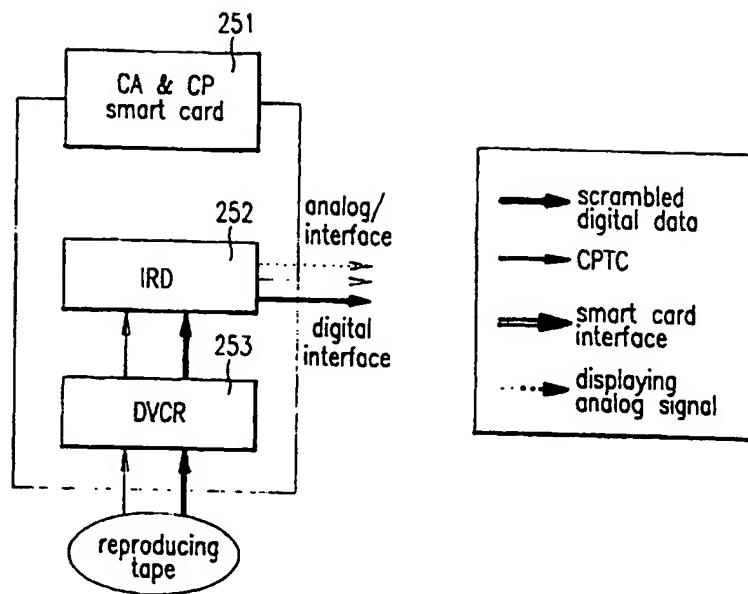 251
CA & CP
smart card
252
analog/
interface
IRD
digital
interface
253
DVCR
reproducing
tape
scrambled
digital data
CPTC
smart card
interface
displaying
analog signal